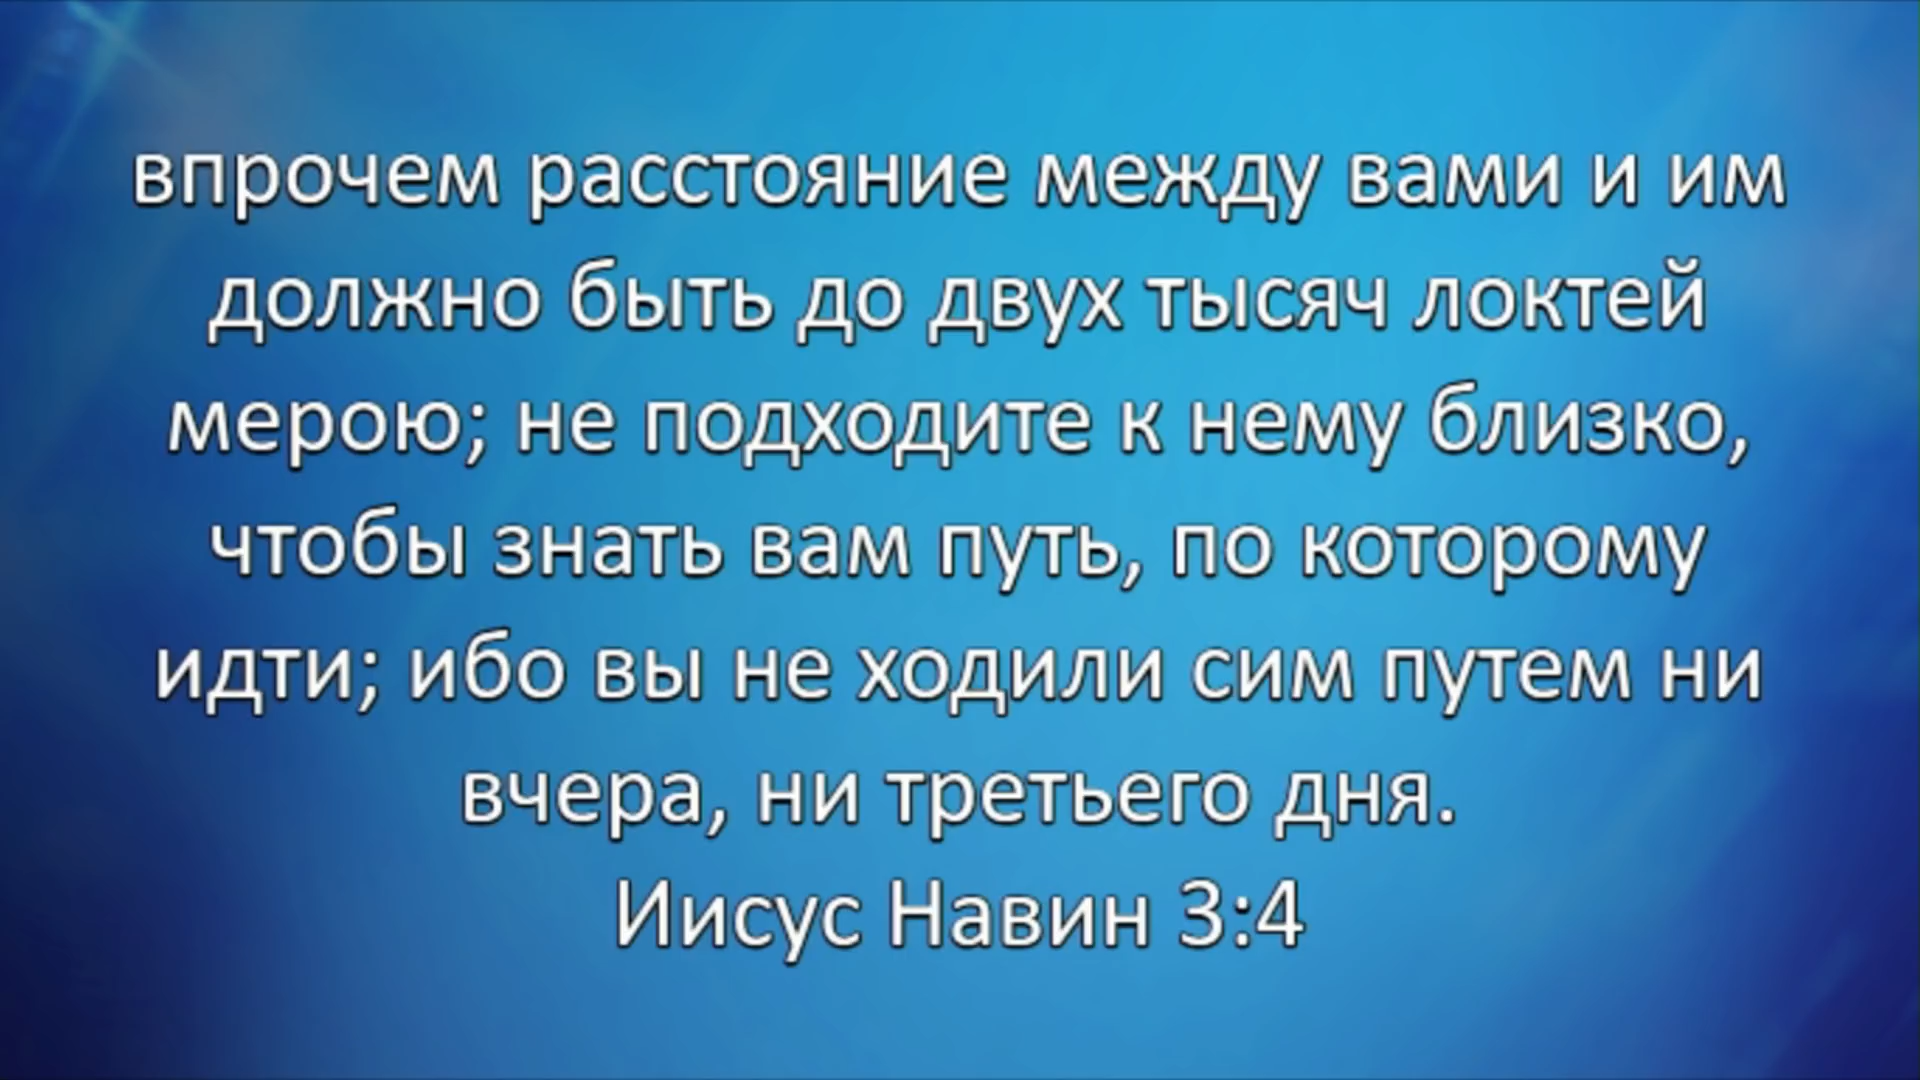 впрочем расстояние между вами и им
должно быть до двух тысяч локтей
мерою; не подходите к нему близко,
чтобы знать вам путь, по которому
идти; ибо вы не ходили сим путем ни
вчера, ни третьего дня.
Иисус Навин 3:4